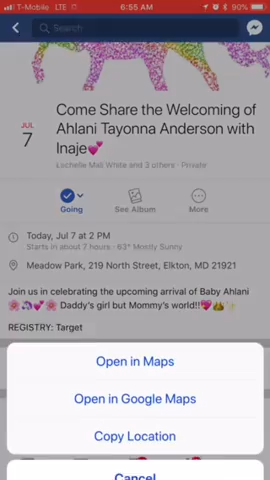 T-Mobile LTE 6:55 AM 90%
Search
JUL
7
Come Share the Welcoming of
Ahlani Tayonna Anderson with
Inaje💕
Lochelle Mall White and 3 others · Private
Going
See Album
More
Today, Jul 7 at 2 PM
Starts in about 7 hours · 63° Mostly Sunny
Meadow Park, 219 North Street, Elkton, MD 21921
Join us in celebrating the upcoming arrival of Baby Ahlani
🌸🦄💕🌸 Daddy's girl but Mommy's world!!💖👑✨
REGISTRY: Target
Open in Maps
Open in Google Maps
Copy Location
Cancel